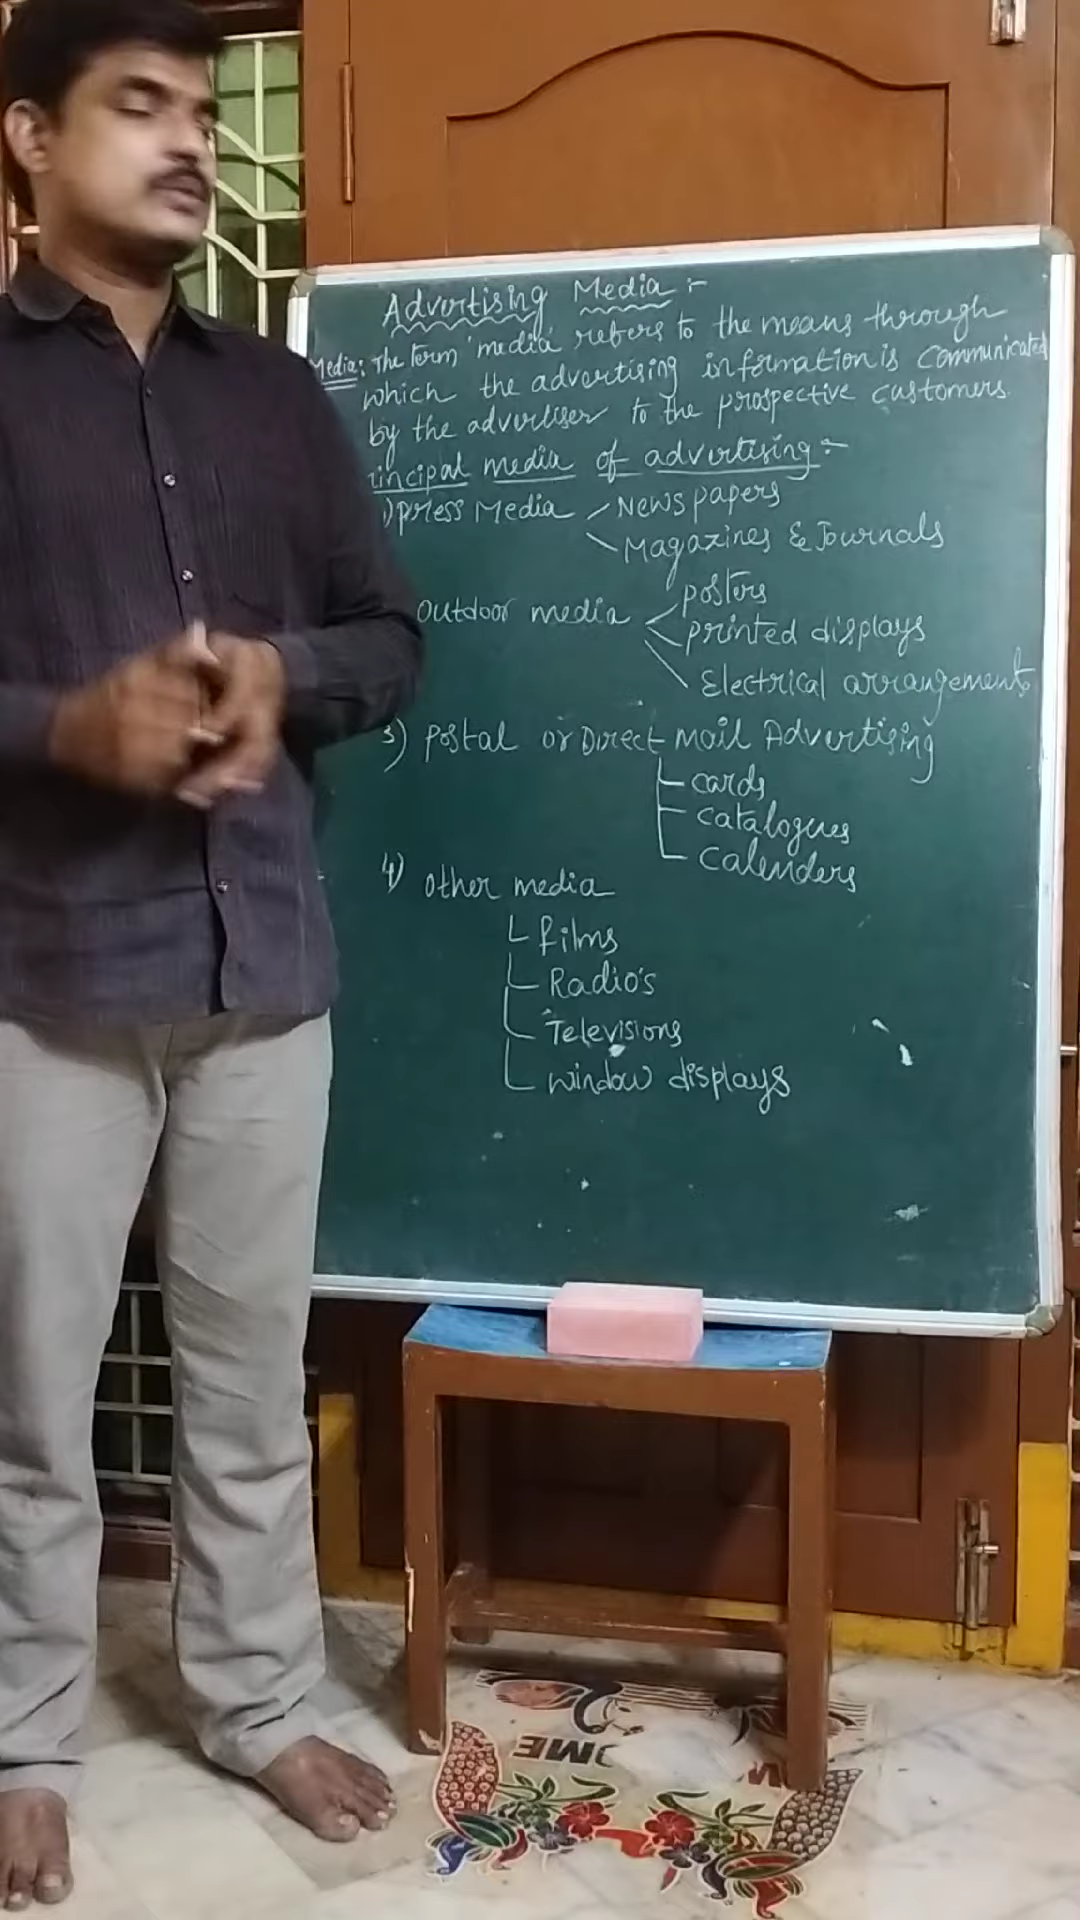 Advertising Media :-
Media: The term 'media' refers to the means through
which the advertising information is communicated
by the advertiser to the prospective customers.
rincipal media of advertising :-
1) press Media
News papers
Magazines & Journals
Outdoor media
posters
printed displays
Electrical arrangements
3) postal or Direct Mail Advertising
cards
catalogues
calenders
4) other media
films
Radio's
Televisions
window displays